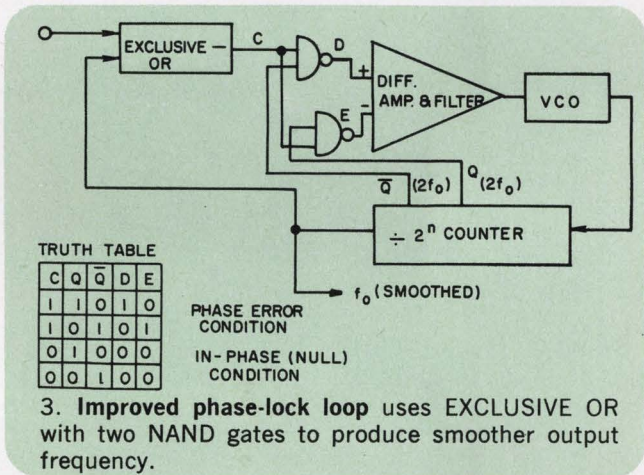 EXCLUSIVE –
OR
C
D
E
+
-
DIFF.
AMP. & FILTER
VCO
Q̅ (2f₀)
Q (2f₀)
÷ 2ⁿ COUNTER
f₀ (SMOOTHED)
TRUTH TABLE
C Q Q̅ D E
1 1 0 1 0
1 0 1 0 1
0 1 0 0 0
0 0 1 0 0
PHASE ERROR
CONDITION
IN-PHASE (NULL)
CONDITION
3. Improved phase-lock loop uses EXCLUSIVE OR
with two NAND gates to produce smoother output
frequency.